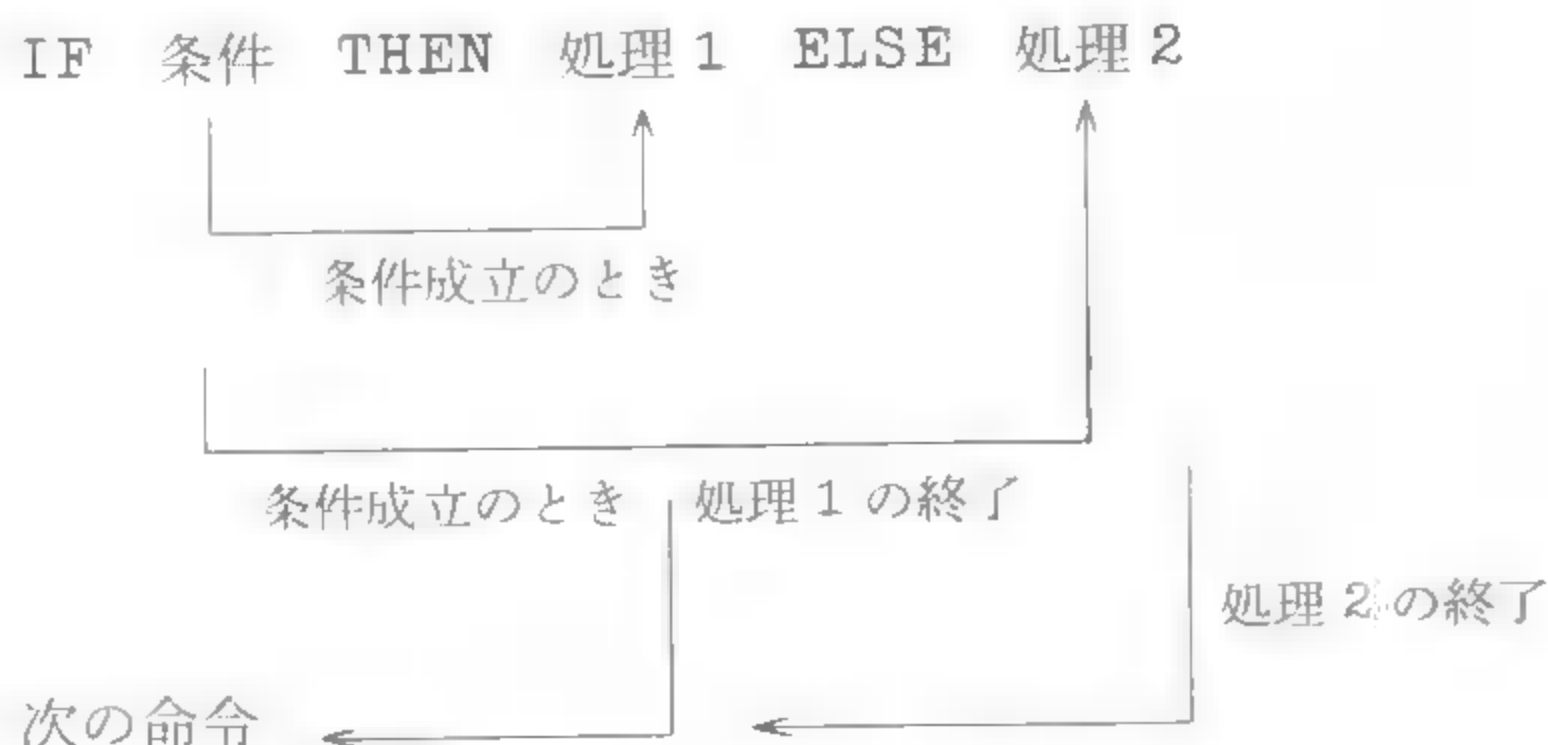 IF 条件 THEN 処理1 ELSE 処理2
条件成立のとき
条件成立のとき 処理1の終了
処理2の終了
次の命令